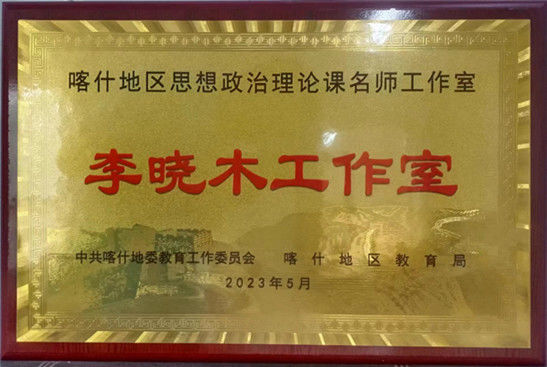 喀什地区思想政治理论课名师工作室
李晓木工作室
中共喀什地委教育工作委员会 喀什地区教育局
2023年5月